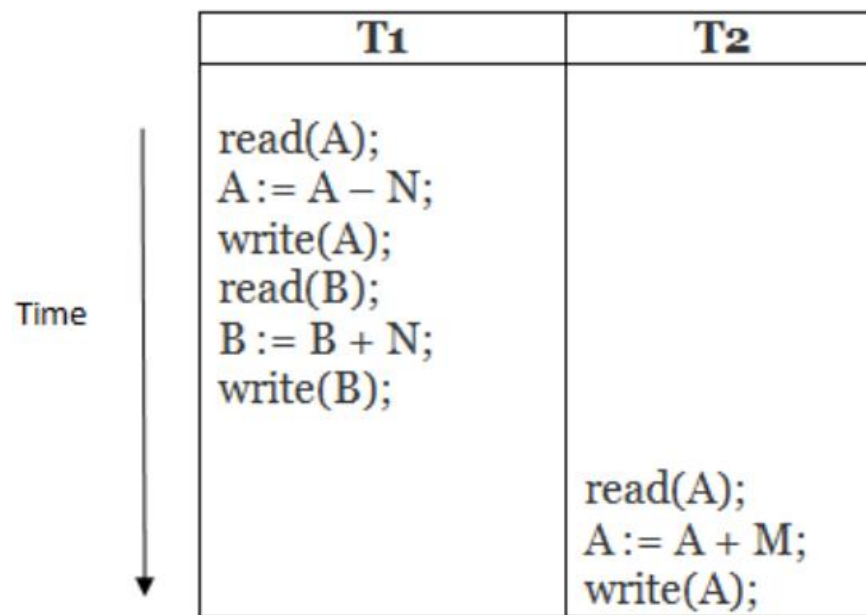 T1 T2
read(A);
A := A – N;
write(A);
read(B);
Time
B := B + N;
write(B);
read(A);
A := A + M;
write(A);